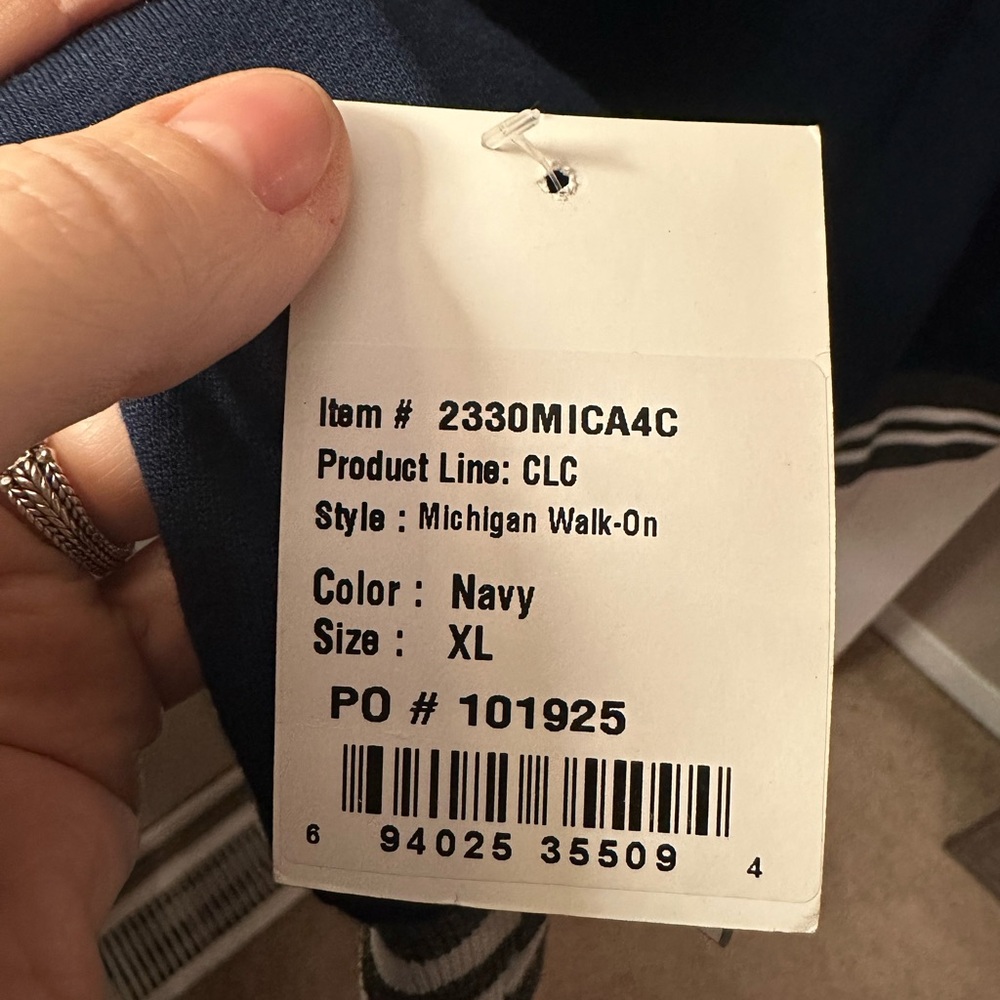 Item # 2330MICA4C
Product Line: CLC
Style : Michigan Walk-On
Color : Navy
Size : XL
PO # 101925
6 94025 35509 4